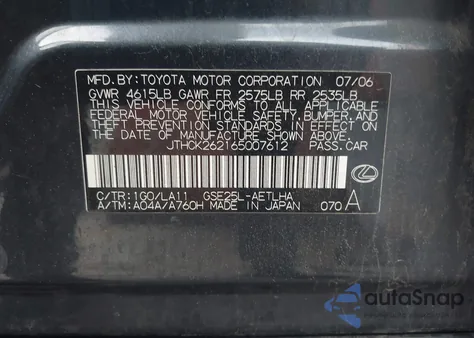 MFD.BY:TOYOTA MOTOR CORPORATION 07/06
GVWR 4615LB GAWR FR 2575LB RR 2535LB
THIS VEHICLE CONFORMS TO ALL APPLICABLE
FEDERAL MOTOR VEHICLE SAFETY,BUMPER,AND
THEFT PREVENTION STANDARDS IN EFFECT ON
THE DATE OF MANUFACTURE SHOWN ABOVE.
JTHCK262165007612 PASS.CAR
C/TR:1G0/LA11 GSE25L-AETLHA
A/TM:A04A/A760H MADE IN JAPAN 070 A
autoSnap